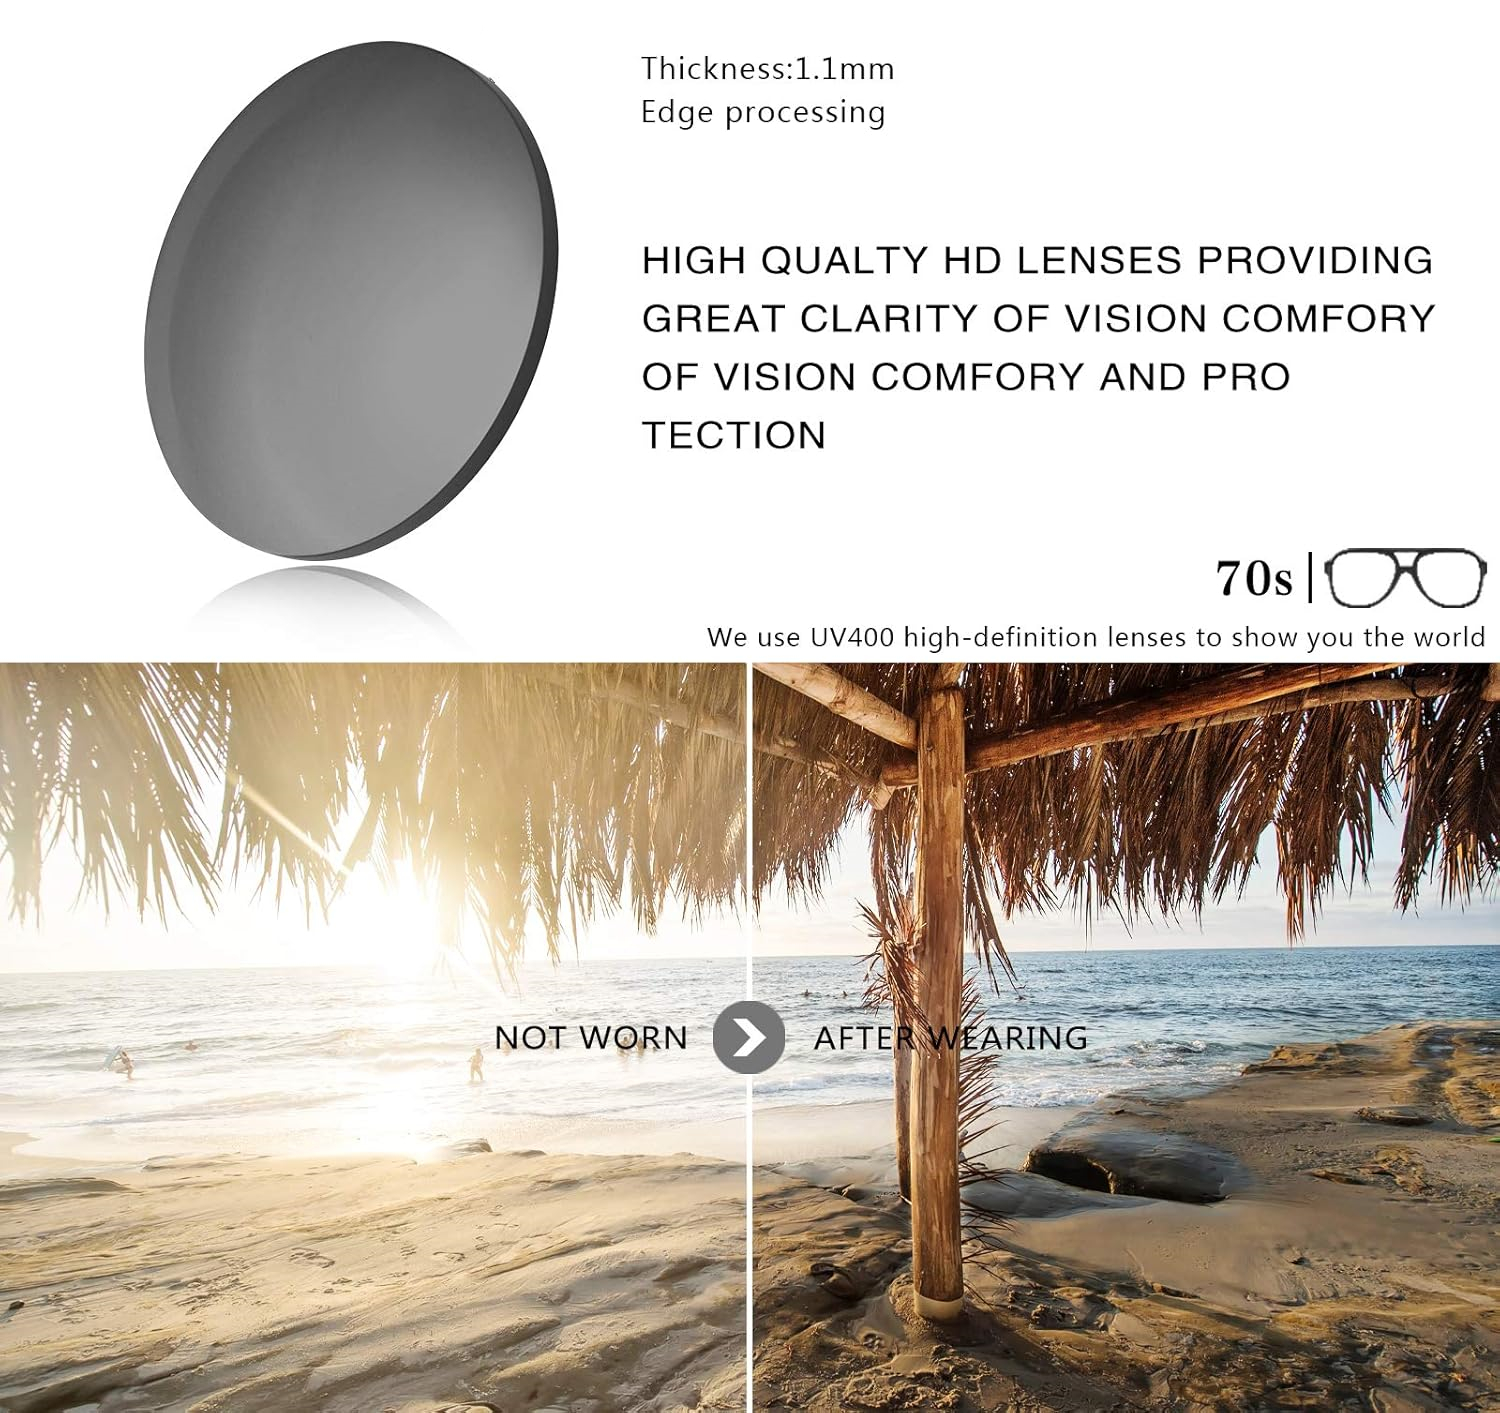 Thickness:1.1mm
Edge processing
HIGH QUALTY HD LENSES PROVIDING
GREAT CLARITY OF VISION COMFORY
OF VISION COMFORY AND PRO
TECTION
70s
We use UV400 high-definition lenses to show you the world
NOT WORN
AFTER WEARING